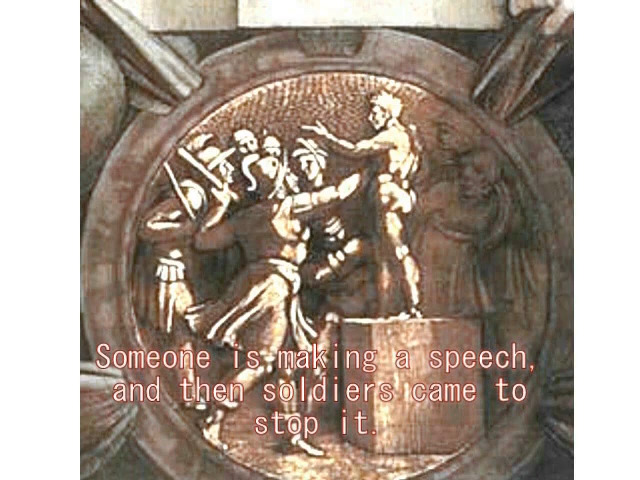 Someone is making a speech,
and then soldiers came to
stop it.